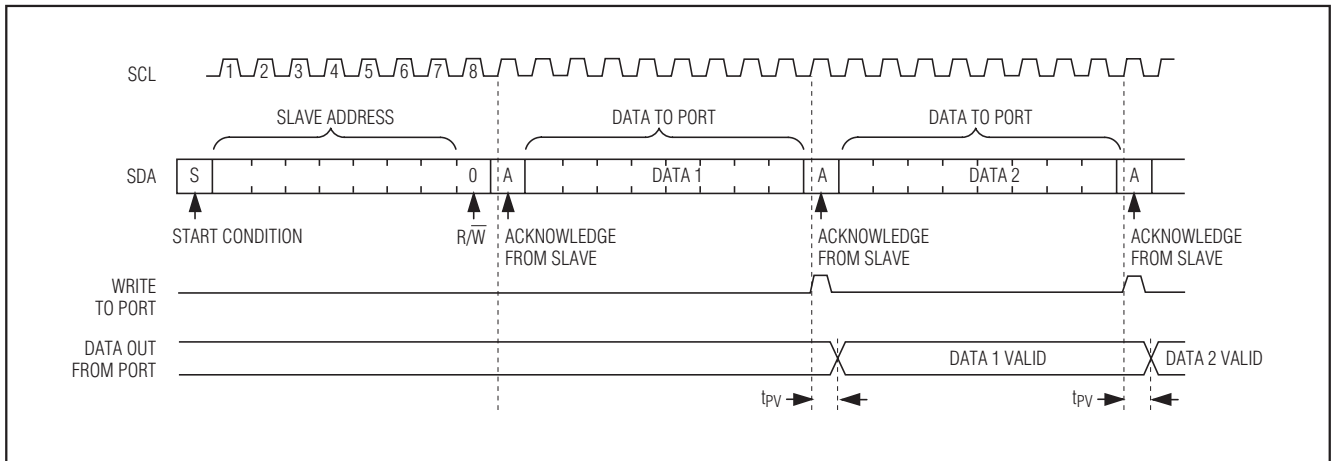 SCL 1 2 3 4 5 6 7 8
SLAVE ADDRESS DATA TO PORT DATA TO PORT
SDA S 0 A DATA 1 A DATA 2 A
START CONDITION R/W̅ ACKNOWLEDGE FROM SLAVE ACKNOWLEDGE FROM SLAVE ACKNOWLEDGE FROM SLAVE
WRITE
TO PORT
DATA OUT
FROM PORT
DATA 1 VALID DATA 2 VALID
tPV tPV